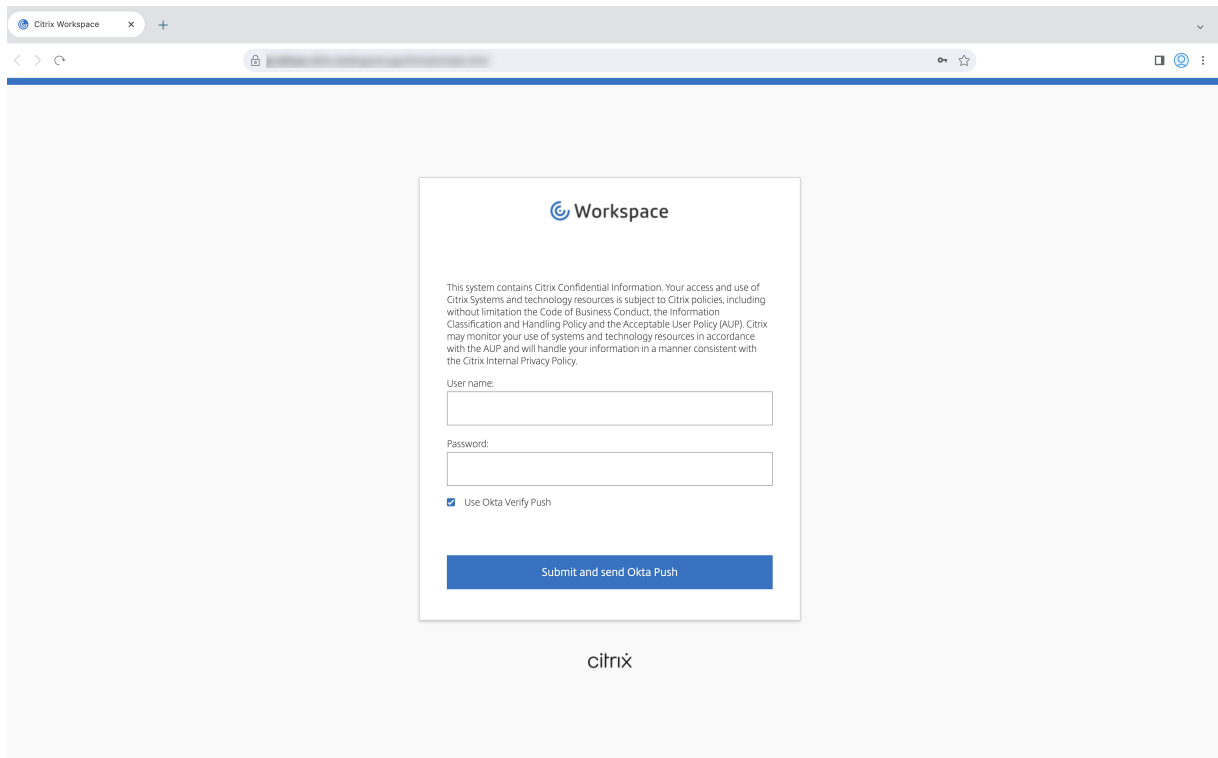 Citrix Workspace
Workspace
This system contains Citrix Confidential Information. Your access and use of
Citrix Systems and technology resources is subject to Citrix policies, including
without limitation the Code of Business Conduct, the Information
Classification and Handling Policy and the Acceptable User Policy (AUP). Citrix
may monitor your use of systems and technology resources in accordance
with the AUP and will handle your information in a manner consistent with
the Citrix Internal Privacy Policy.
User name:
Password:
Use Okta Verify Push
Submit and send Okta Push
citrix